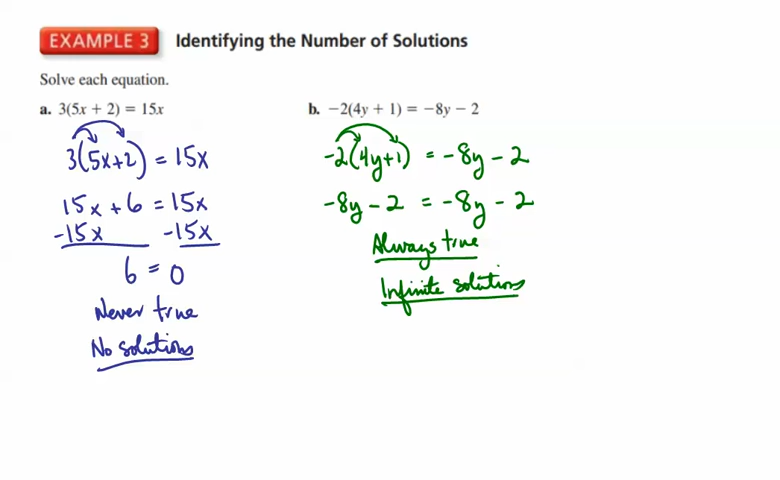 EXAMPLE 3 Identifying the Number of Solutions
Solve each equation.
a. 3(5x + 2) = 15x
b. −2(4y + 1) = −8y − 2
3(5x+2) = 15x
15x + 6 = 15x
-15x -15x
6 = 0
Never true
No solutions
-2(4y+1) = -8y - 2
-8y - 2 = -8y - 2
Always true
Infinite solutions